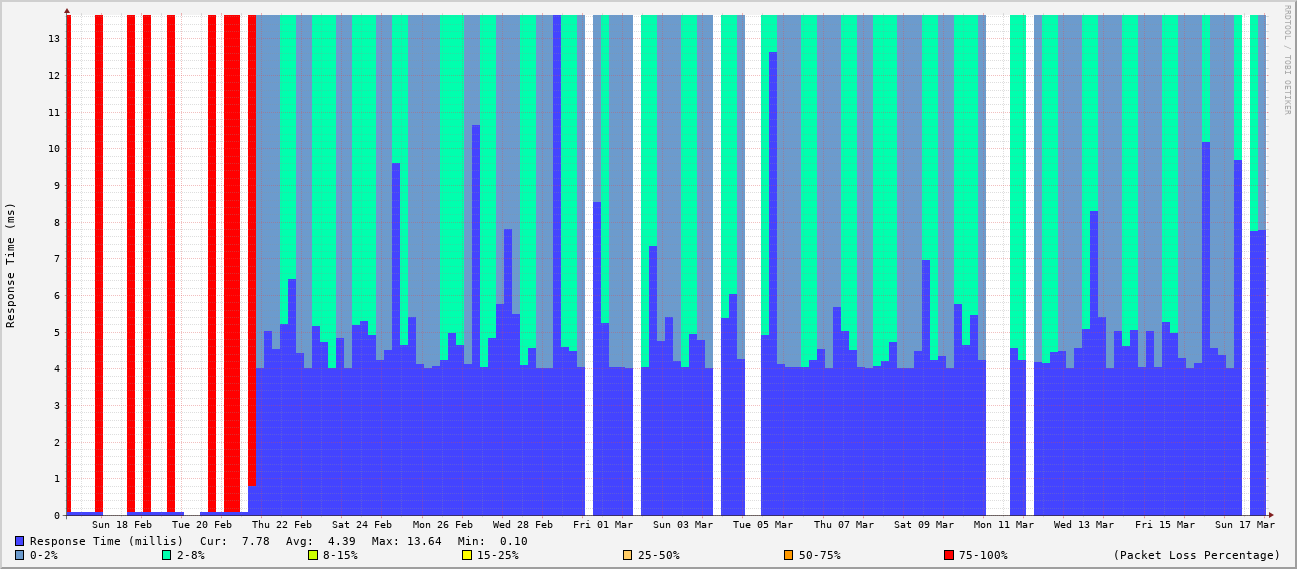 RRDTOOL / TOBI OETIKER
Response Time (ms)
13
12
11
10
9
8
7
6
5
4
3
2
1
0
Sun 18 Feb Tue 20 Feb Thu 22 Feb Sat 24 Feb Mon 26 Feb Wed 28 Feb Fri 01 Mar Sun 03 Mar Tue 05 Mar Thu 07 Mar Sat 09 Mar Mon 11 Mar Wed 13 Mar Fri 15 Mar Sun 17 Mar
Response Time (millis) Cur: 7.78 Avg: 4.39 Max: 13.64 Min: 0.10
0-2% 2-8% 8-15% 15-25% 25-50% 50-75% 75-100% (Packet Loss Percentage)